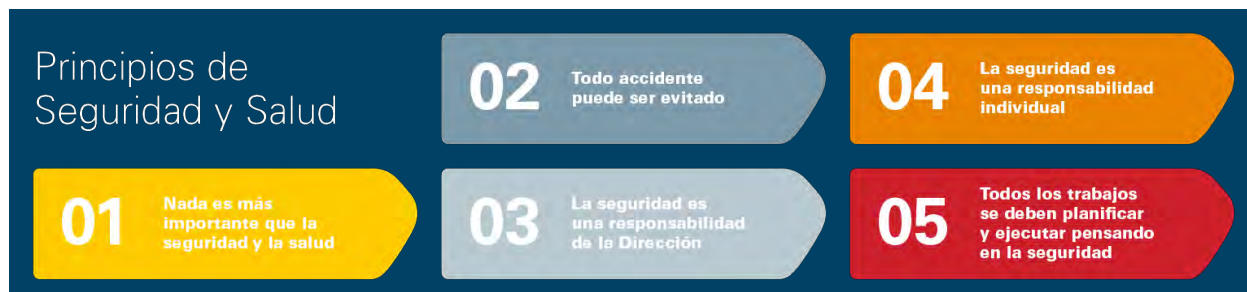 Principios de
Seguridad y Salud
01
Nada es más
importante que la
seguridad y la salud
02
Todo accidente
puede ser evitado
03
La seguridad es
una responsabilidad
de la Dirección
04
La seguridad es
una responsabilidad
individual
05
Todos los trabajos
se deben planificar
y ejecutar pensando
en la seguridad